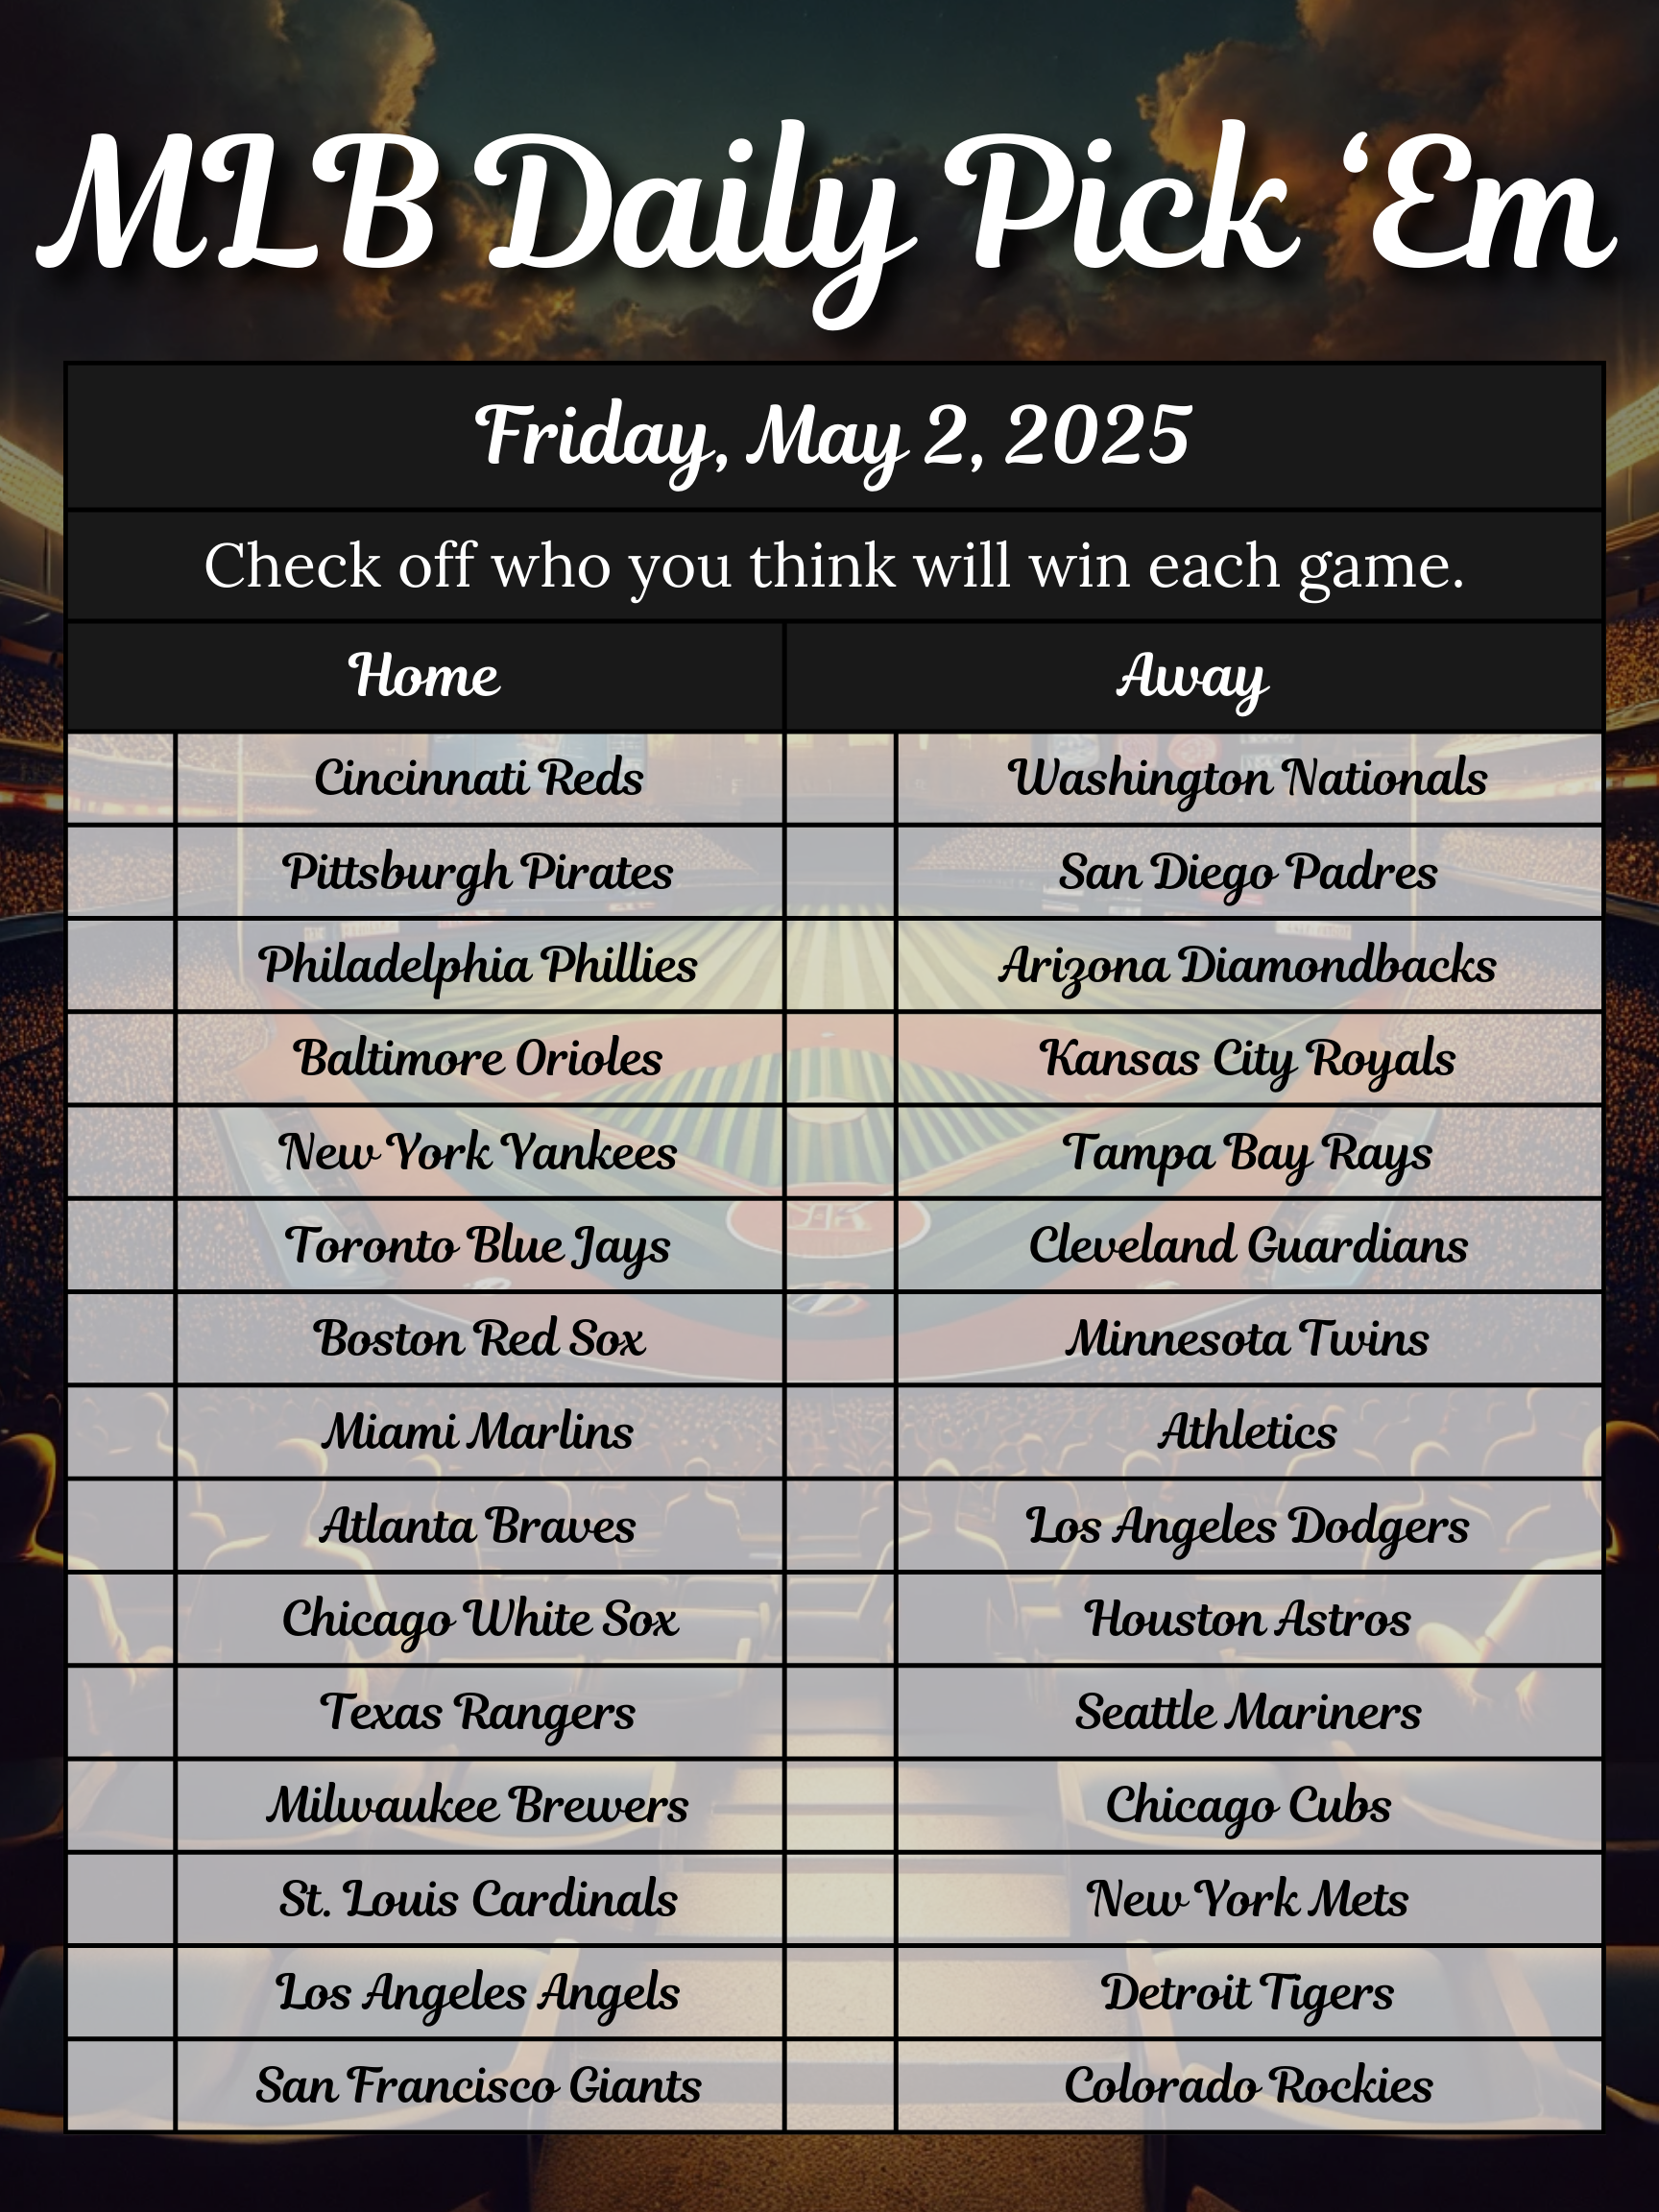 MLB Daily Pick ‘Em
Friday, May 2, 2025
Check off who you think will win each game.
Home Away
Cincinnati Reds Washington Nationals
Pittsburgh Pirates San Diego Padres
Philadelphia Phillies Arizona Diamondbacks
Baltimore Orioles Kansas City Royals
New York Yankees Tampa Bay Rays
Toronto Blue Jays Cleveland Guardians
Boston Red Sox Minnesota Twins
Miami Marlins Athletics
Atlanta Braves Los Angeles Dodgers
Chicago White Sox Houston Astros
Texas Rangers Seattle Mariners
Milwaukee Brewers Chicago Cubs
St. Louis Cardinals New York Mets
Los Angeles Angels Detroit Tigers
San Francisco Giants Colorado Rockies